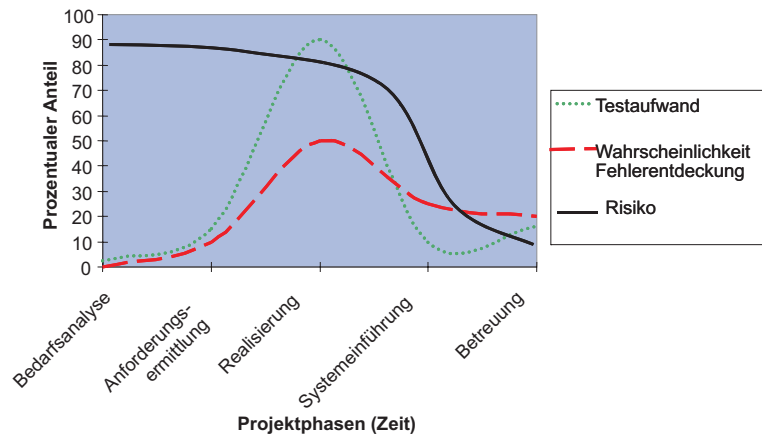 100
90
80
70
60
50
40
30
20
10
0
Prozentualer Anteil
Bedarfsanalyse
Anforderungs-
ermittlung
Realisierung
Systemeinführung
Betreuung
Projektphasen (Zeit)
Testaufwand
Wahrscheinlichkeit
Fehlerentdeckung
Risiko